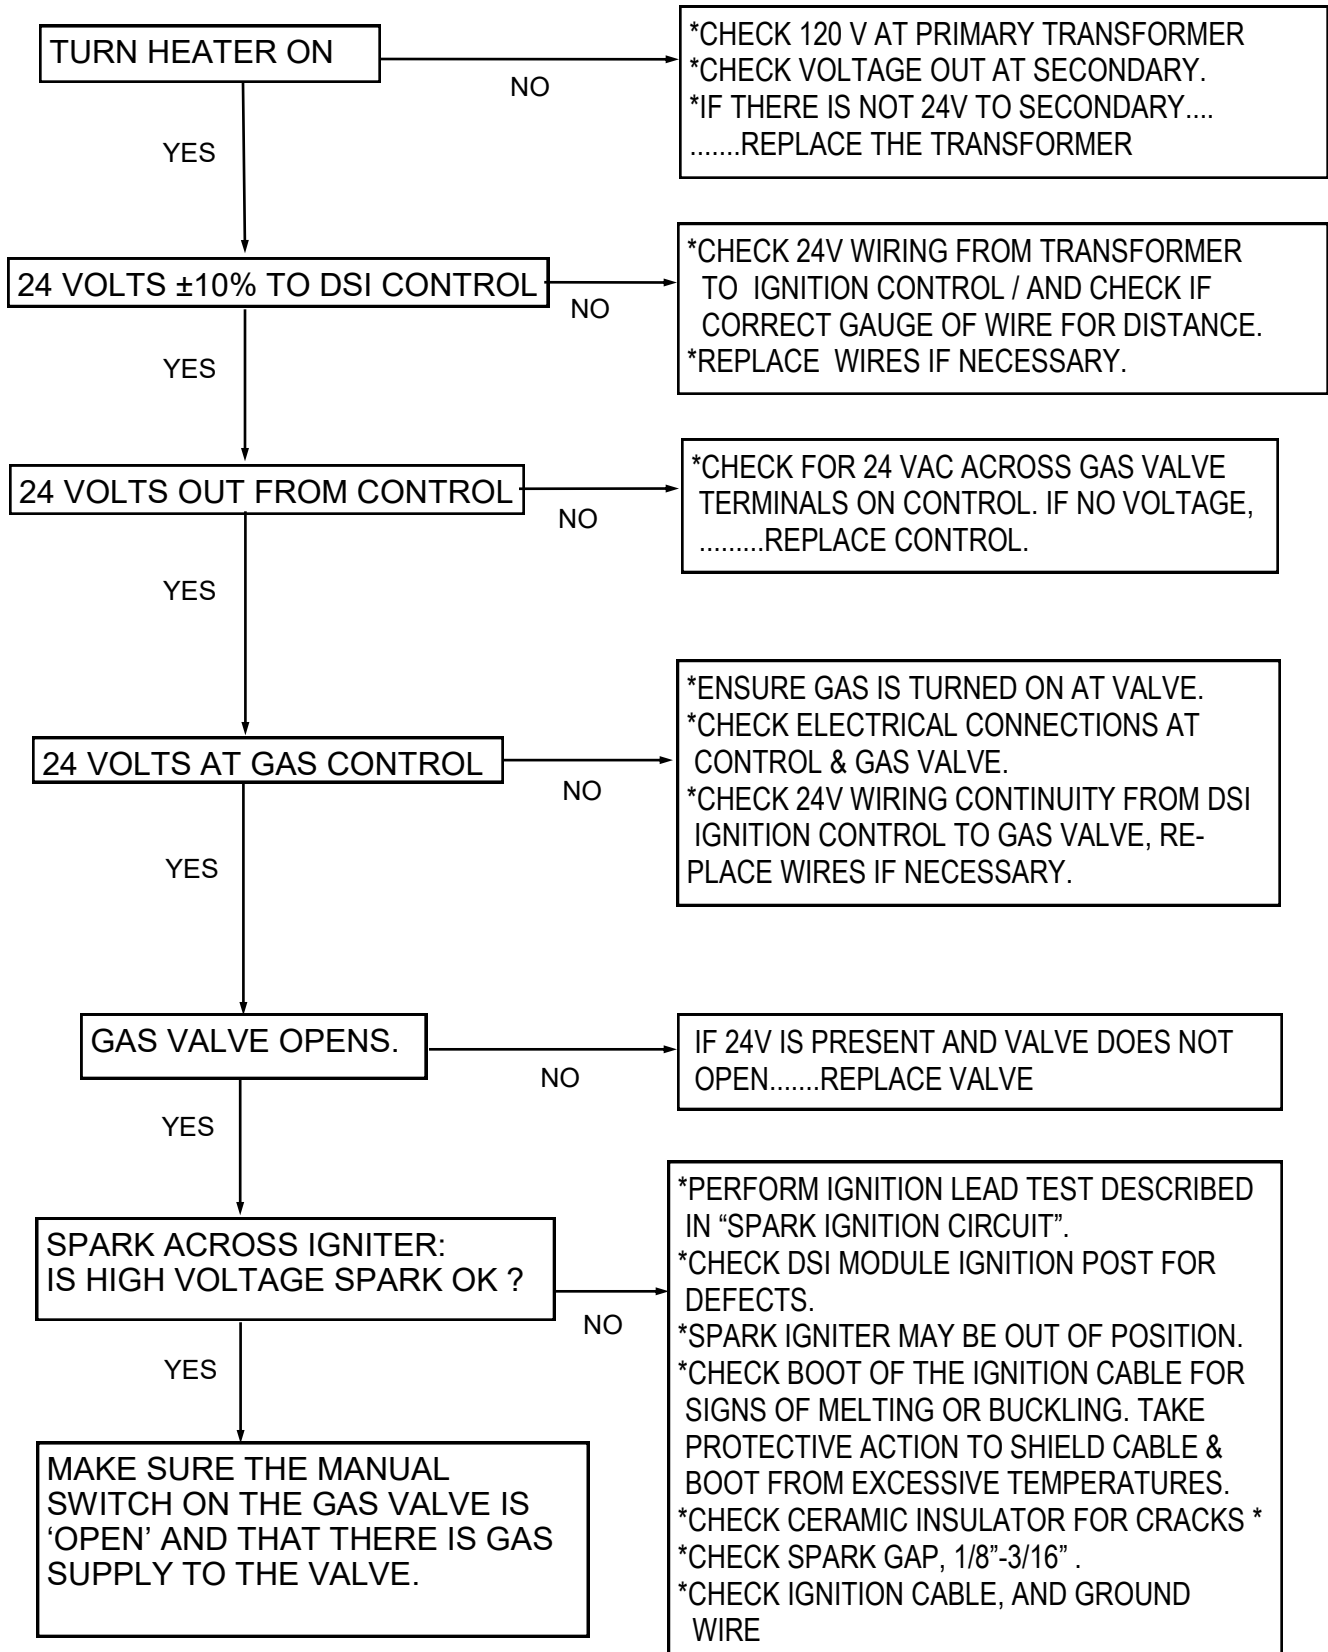 TURN HEATER ON
NO
*CHECK 120 V AT PRIMARY TRANSFORMER
*CHECK VOLTAGE OUT AT SECONDARY.
*IF THERE IS NOT 24V TO SECONDARY....
.......REPLACE THE TRANSFORMER
YES
24 VOLTS ±10% TO DSI CONTROL
NO
*CHECK 24V WIRING FROM TRANSFORMER
TO IGNITION CONTROL / AND CHECK IF
CORRECT GAUGE OF WIRE FOR DISTANCE.
*REPLACE WIRES IF NECESSARY.
YES
24 VOLTS OUT FROM CONTROL
NO
*CHECK FOR 24 VAC ACROSS GAS VALVE
TERMINALS ON CONTROL. IF NO VOLTAGE,
.........REPLACE CONTROL.
YES
24 VOLTS AT GAS CONTROL
NO
*ENSURE GAS IS TURNED ON AT VALVE.
*CHECK ELECTRICAL CONNECTIONS AT
CONTROL & GAS VALVE.
*CHECK 24V WIRING CONTINUITY FROM DSI
IGNITION CONTROL TO GAS VALVE, RE-
PLACE WIRES IF NECESSARY.
YES
GAS VALVE OPENS.
NO
IF 24V IS PRESENT AND VALVE DOES NOT
OPEN.......REPLACE VALVE
YES
SPARK ACROSS IGNITER:
IS HIGH VOLTAGE SPARK OK ?
NO
*PERFORM IGNITION LEAD TEST DESCRIBED
IN “SPARK IGNITION CIRCUIT”.
*CHECK DSI MODULE IGNITION POST FOR
DEFECTS.
*SPARK IGNITER MAY BE OUT OF POSITION.
*CHECK BOOT OF THE IGNITION CABLE FOR
SIGNS OF MELTING OR BUCKLING. TAKE
PROTECTIVE ACTION TO SHIELD CABLE &
BOOT FROM EXCESSIVE TEMPERATURES.
*CHECK CERAMIC INSULATOR FOR CRACKS *
*CHECK SPARK GAP, 1/8”-3/16” .
*CHECK IGNITION CABLE, AND GROUND
WIRE
YES
MAKE SURE THE MANUAL
SWITCH ON THE GAS VALVE IS
‘OPEN’ AND THAT THERE IS GAS
SUPPLY TO THE VALVE.